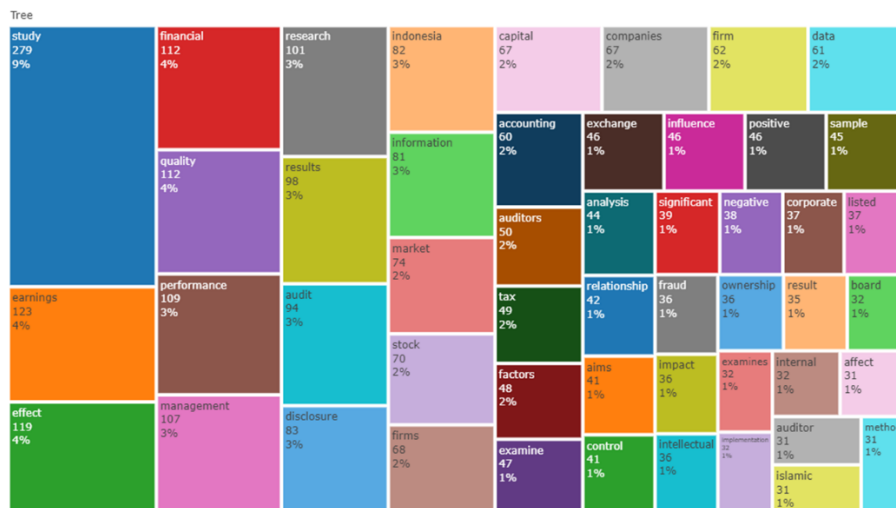 Tree
study
279
9%
earnings
123
4%
effect
119
4%
financial
112
4%
quality
112
4%
performance
109
3%
management
107
3%
research
101
3%
results
98
3%
audit
94
3%
disclosure
83
3%
indonesia
82
3%
information
81
3%
market
74
2%
stock
70
2%
firms
68
2%
capital
67
2%
companies
67
2%
firm
62
2%
data
61
2%
accounting
60
2%
auditors
50
2%
tax
49
2%
factors
48
2%
examine
47
1%
exchange
46
1%
influence
46
1%
positive
46
1%
sample
45
1%
analysis
44
1%
significant
39
1%
negative
38
1%
corporate
37
1%
listed
37
1%
relationship
42
1%
fraud
36
1%
ownership
36
1%
result
35
1%
board
32
1%
aims
41
1%
impact
36
1%
examines
32
1%
internal
32
1%
affect
31
1%
control
41
1%
intellectual
36
1%
implementation
32
1%
auditor
31
1%
islamic
31
1%
metho
31
1%